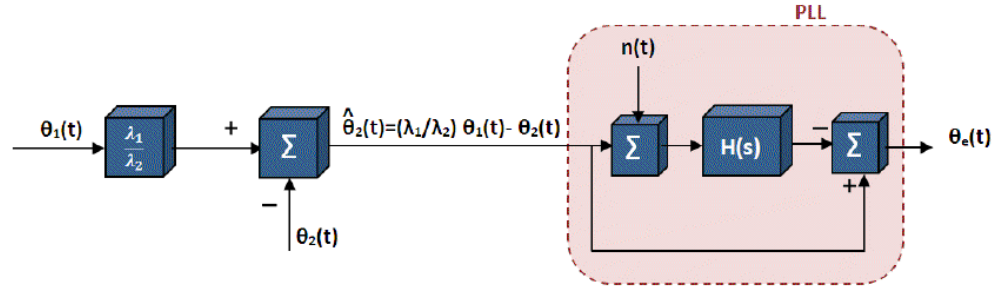 PLL
n(t)
θ₁(t)
λ₁
λ₂
+
Σ
−
θ₂(t)
θ̂₂(t)=(λ₁/λ₂) θ₁(t)- θ₂(t)
Σ
H(s)
−
Σ
+
θₑ(t)